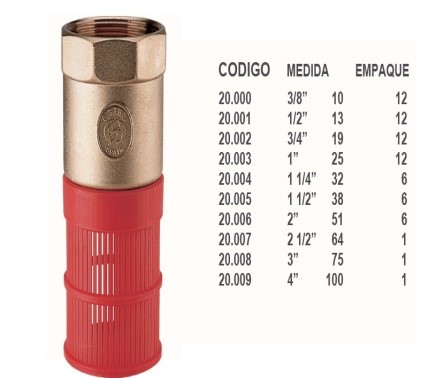 CODIGO MEDIDA EMPAQUE
20.000 3/8” 10 12
20.001 1/2” 13 12
20.002 3/4” 19 12
20.003 1” 25 12
20.004 1 1/4” 32 6
20.005 1 1/2” 38 6
20.006 2” 51 6
20.007 2 1/2” 64 1
20.008 3” 75 1
20.009 4” 100 1